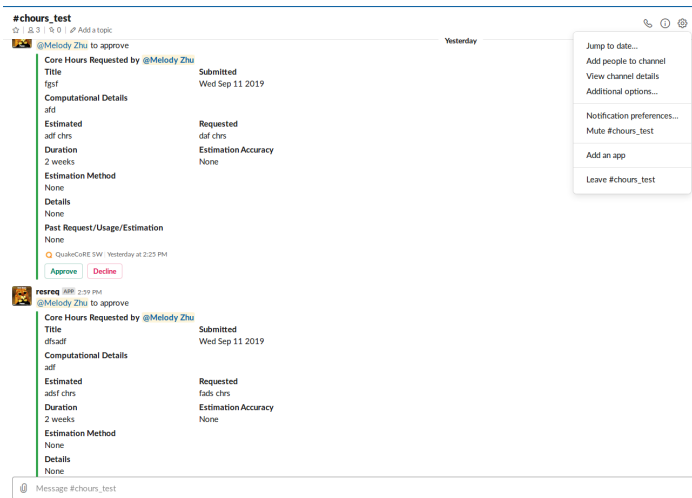 #chours_test
3 | 0 | Add a topic
Yesterday
@Melody Zhu to approve
Core Hours Requested by @Melody Zhu
Title Submitted
fgsf Wed Sep 11 2019
Computational Details
afd
Estimated Requested
adf chrs daf chrs
Duration Estimation Accuracy
2 weeks None
Estimation Method
None
Details
None
Past Request/Usage/Estimation
None
QuakeCoRE SW Yesterday at 2:25 PM
Approve Decline
resreq APP 2:59 PM
@Melody Zhu to approve
Core Hours Requested by @Melody Zhu
Title Submitted
dfsadf Wed Sep 11 2019
Computational Details
adf
Estimated Requested
adsf chrs fads chrs
Duration Estimation Accuracy
2 weeks None
Estimation Method
None
Details
None
Message #chours_test
Jump to date...
Add people to channel
View channel details
Additional options...
Notification preferences...
Mute #chours_test
Add an app
Leave #chours_test